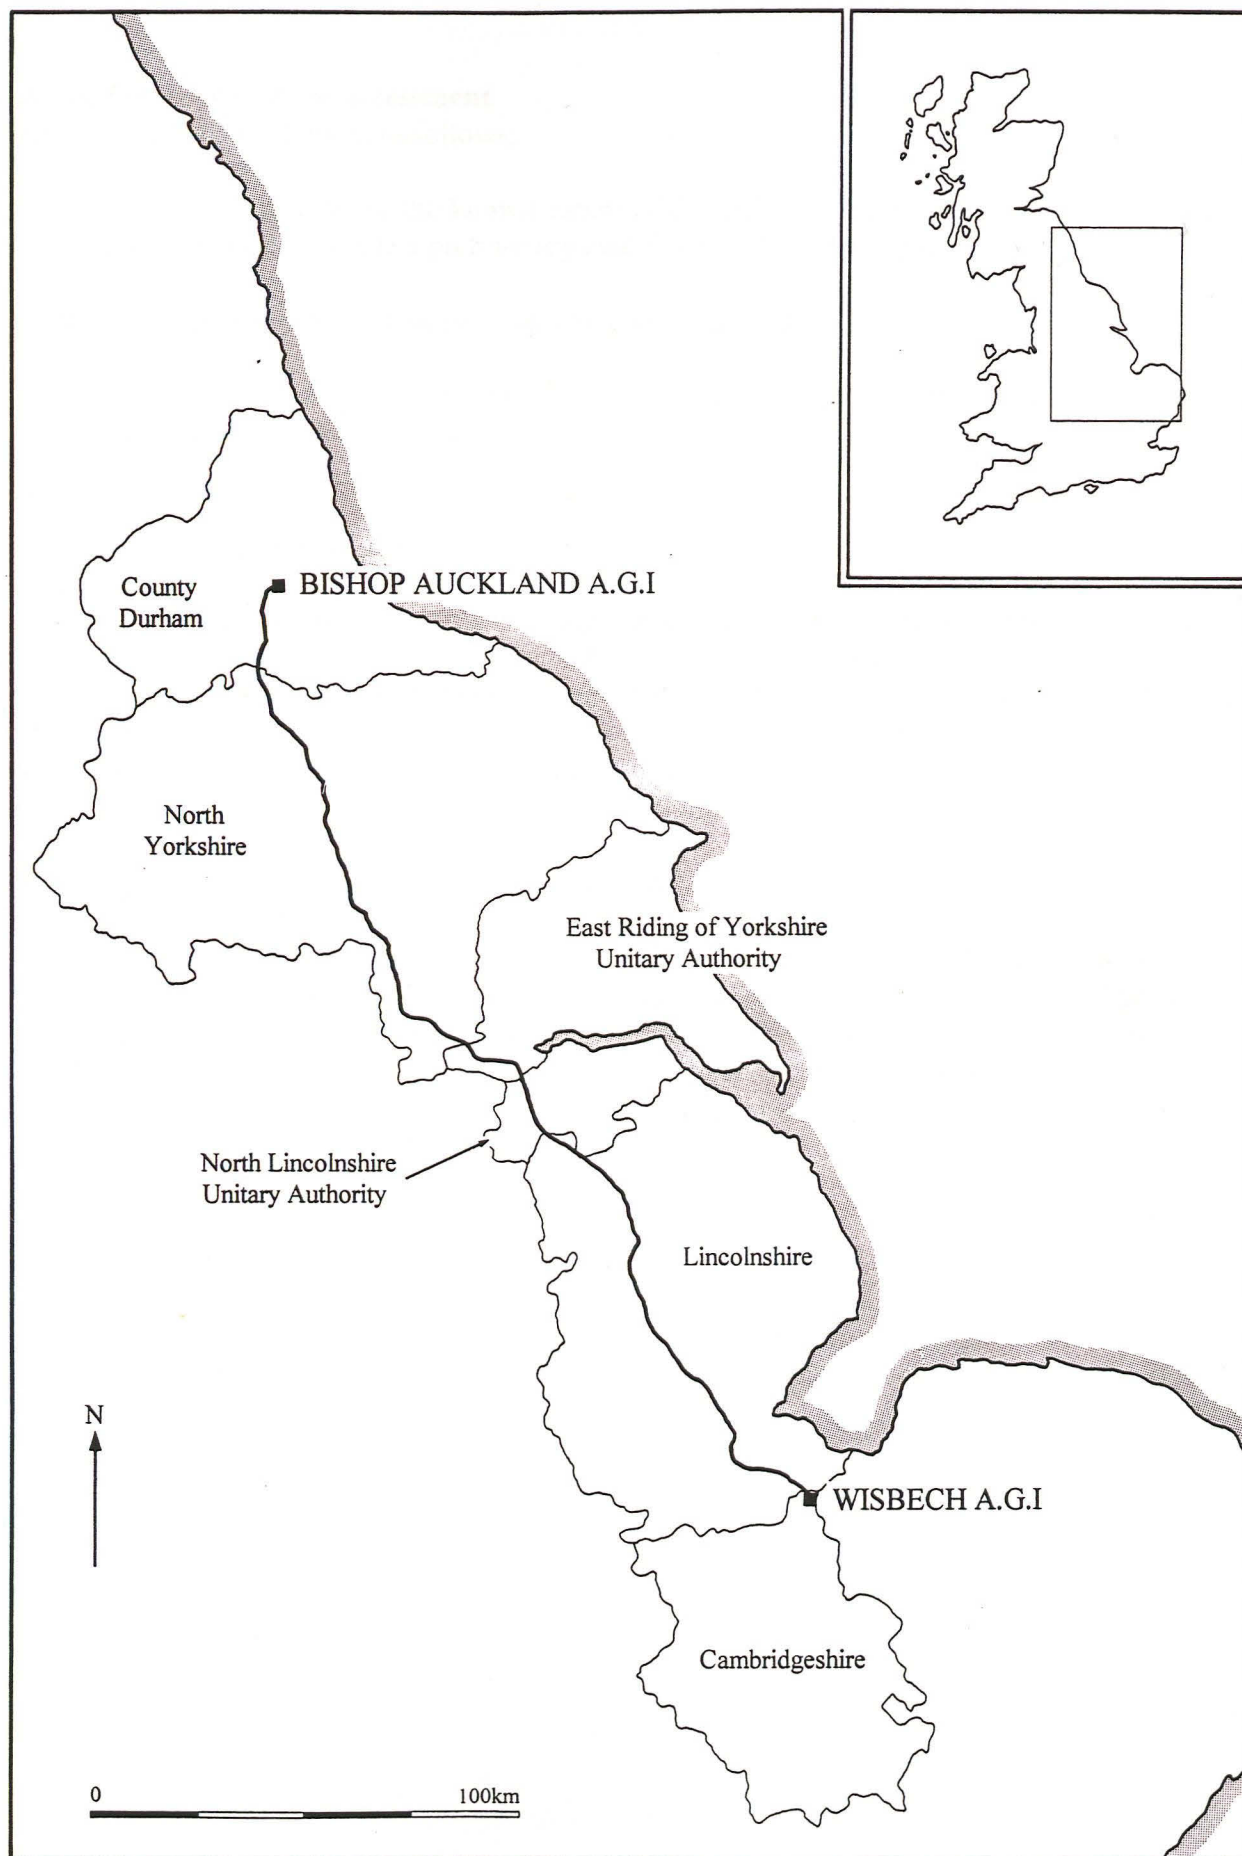 County
Durham
BISHOP AUCKLAND A.G.I
North
Yorkshire
East Riding of Yorkshire
Unitary Authority
North Lincolnshire
Unitary Authority
Lincolnshire
N
WISBECH A.G.I
Cambridgeshire
0 100km